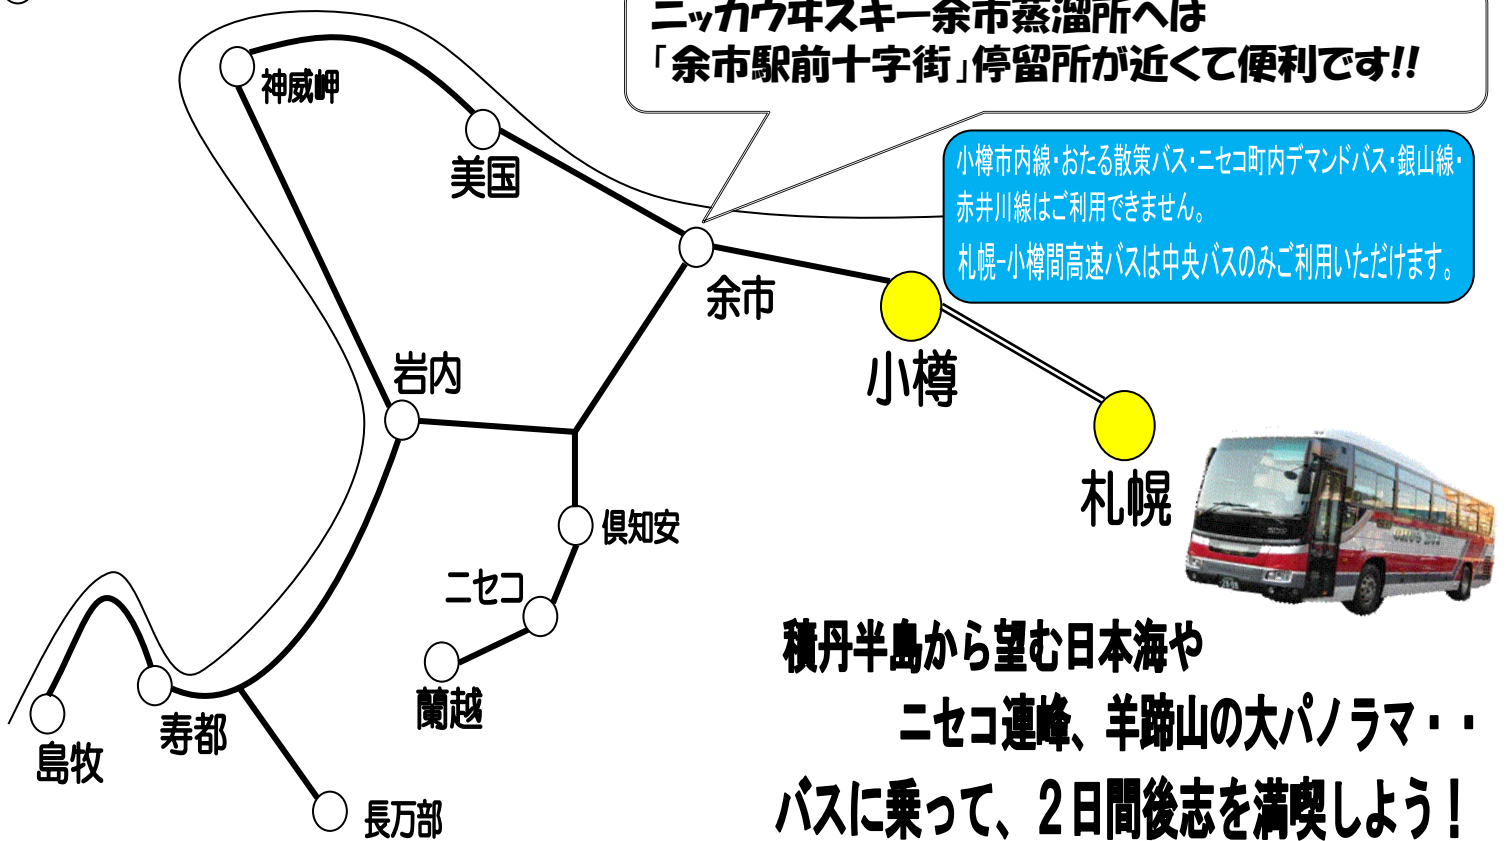 ニッカウヰスキー余市蒸溜所へは
「余市駅前十字街」停留所が近くて便利です!!
神威岬
美国
小樽市内線・おたる散策バス・ニセコ町内デマンドバス・銀山線・
赤井川線はご利用できません。
札幌-小樽間高速バスは中央バスのみご利用いただけます。
余市
小樽
岩内
札幌
倶知安
ニセコ
蘭越
寿都
島牧
長万部
積丹半島から望む日本海や
ニセコ連峰、羊蹄山の大パノラマ・・
バスに乗って、2日間後志を満喫しよう!